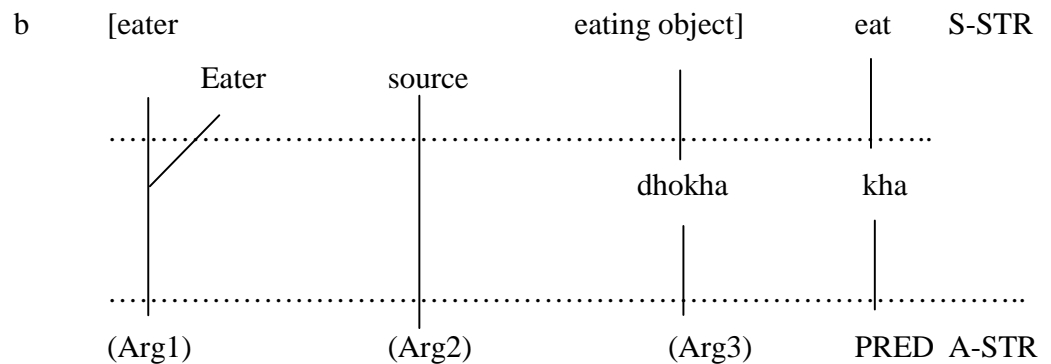 b [eater eating object] eat S-STR
Eater source
dhokha kha
(Arg1) (Arg2) (Arg3) PRED A-STR